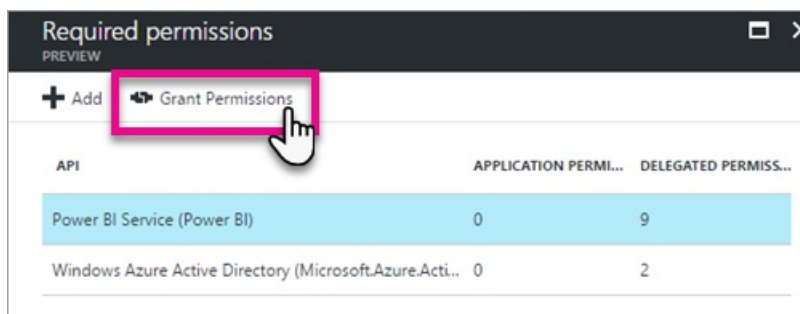 Required permissions
PREVIEW
Add Grant Permissions
API APPLICATION PERMI... DELEGATED PERMISS...
Power BI Service (Power BI) 0 9
Windows Azure Active Directory (Microsoft.Azure.Acti... 0 2